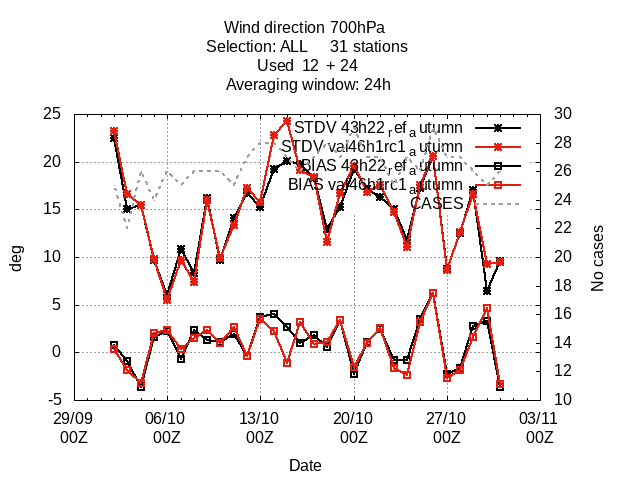 Wind direction 700hPa
Selection: ALL 31 stations
Used 12 + 24
Averaging window: 24h
25
20
15
10
5
0
-5
30
28
26
24
22
20
18
16
14
12
10
STDV 43h22_ref_autumn
STDV vai46h1rc1_autumn
BIAS 43h22_ref_autumn
BIAS vai46h1rc1_autumn
CASES
deg
No cases
29/09 06/10 13/10 20/10 27/10 03/11
00Z 00Z 00Z 00Z 00Z 00Z
Date